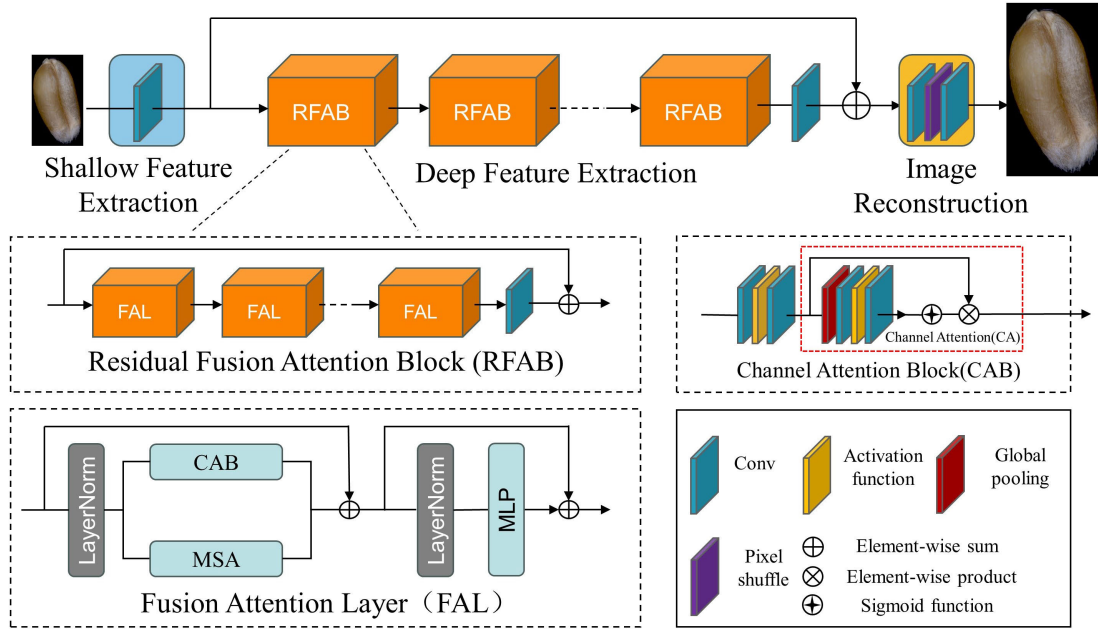 RFAB
RFAB
RFAB
Shallow Feature
Extraction
Deep Feature Extraction
Image
Reconstruction
FAL
FAL
FAL
Residual Fusion Attention Block (RFAB)
Channel Attention(CA)
Channel Attention Block(CAB)
LayerNorm
CAB
MSA
LayerNorm
MLP
Fusion Attention Layer（FAL）
Conv
Activation
function
Global
pooling
Pixel
shuffle
Element-wise sum
Element-wise product
Sigmoid function